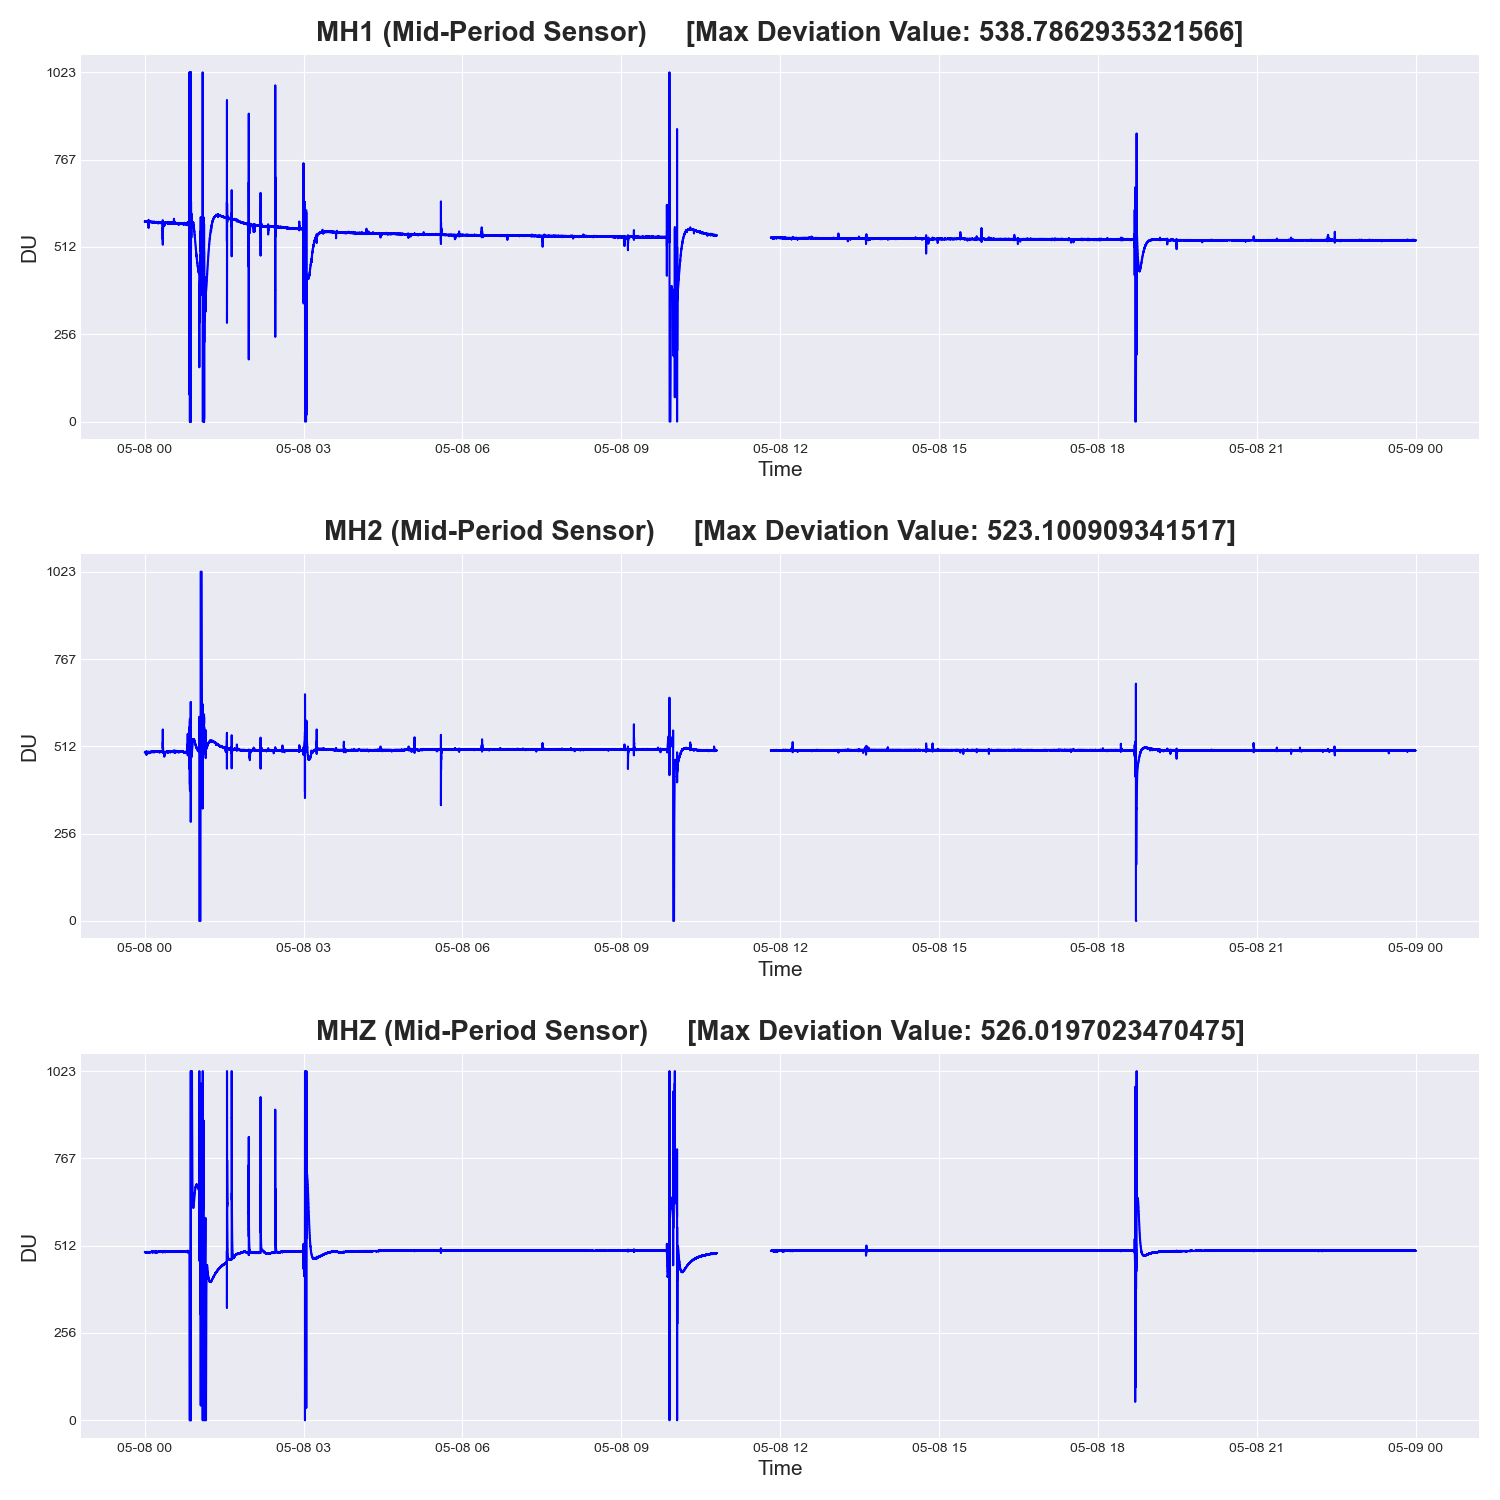 MH1 (Mid-Period Sensor) [Max Deviation Value: 538.7862935321566]
1023
767
512
256
0
DU
05-08 00 05-08 03 05-08 06 05-08 09 05-08 12 05-08 15 05-08 18 05-08 21 05-09 00
Time
MH2 (Mid-Period Sensor) [Max Deviation Value: 523.100909341517]
1023
767
512
256
0
DU
05-08 00 05-08 03 05-08 06 05-08 09 05-08 12 05-08 15 05-08 18 05-08 21 05-09 00
Time
MHZ (Mid-Period Sensor) [Max Deviation Value: 526.0197023470475]
1023
767
512
256
0
DU
05-08 00 05-08 03 05-08 06 05-08 09 05-08 12 05-08 15 05-08 18 05-08 21 05-09 00
Time